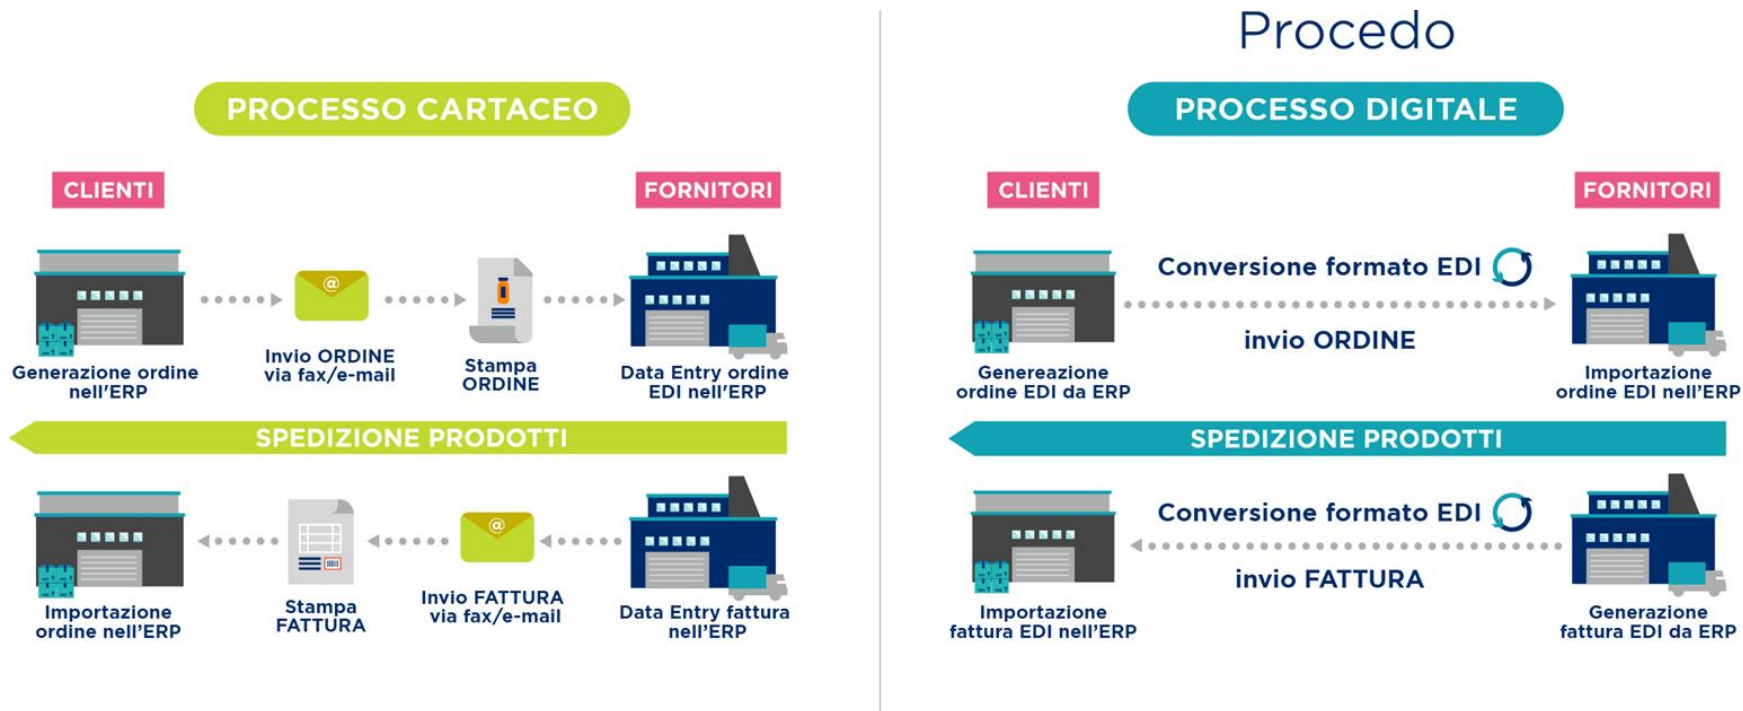 Procedo
PROCESSO CARTACEO
CLIENTI
FORNITORI
@
Generazione ordine
nell'ERP
Invio ORDINE
via fax/e-mail
Stampa
ORDINE
Data Entry ordine
EDI nell'ERP
SPEDIZIONE PRODOTTI
@
Importazione
ordine nell'ERP
Stampa
FATTURA
Invio FATTURA
via fax/e-mail
Data Entry fattura
nell'ERP
PROCESSO DIGITALE
CLIENTI
FORNITORI
Conversione formato EDI
invio ORDINE
Genereazione
ordine EDI da ERP
Importazione
ordine EDI nell'ERP
SPEDIZIONE PRODOTTI
Conversione formato EDI
invio FATTURA
Importazione
fattura EDI nell'ERP
Generazione
fattura EDI da ERP